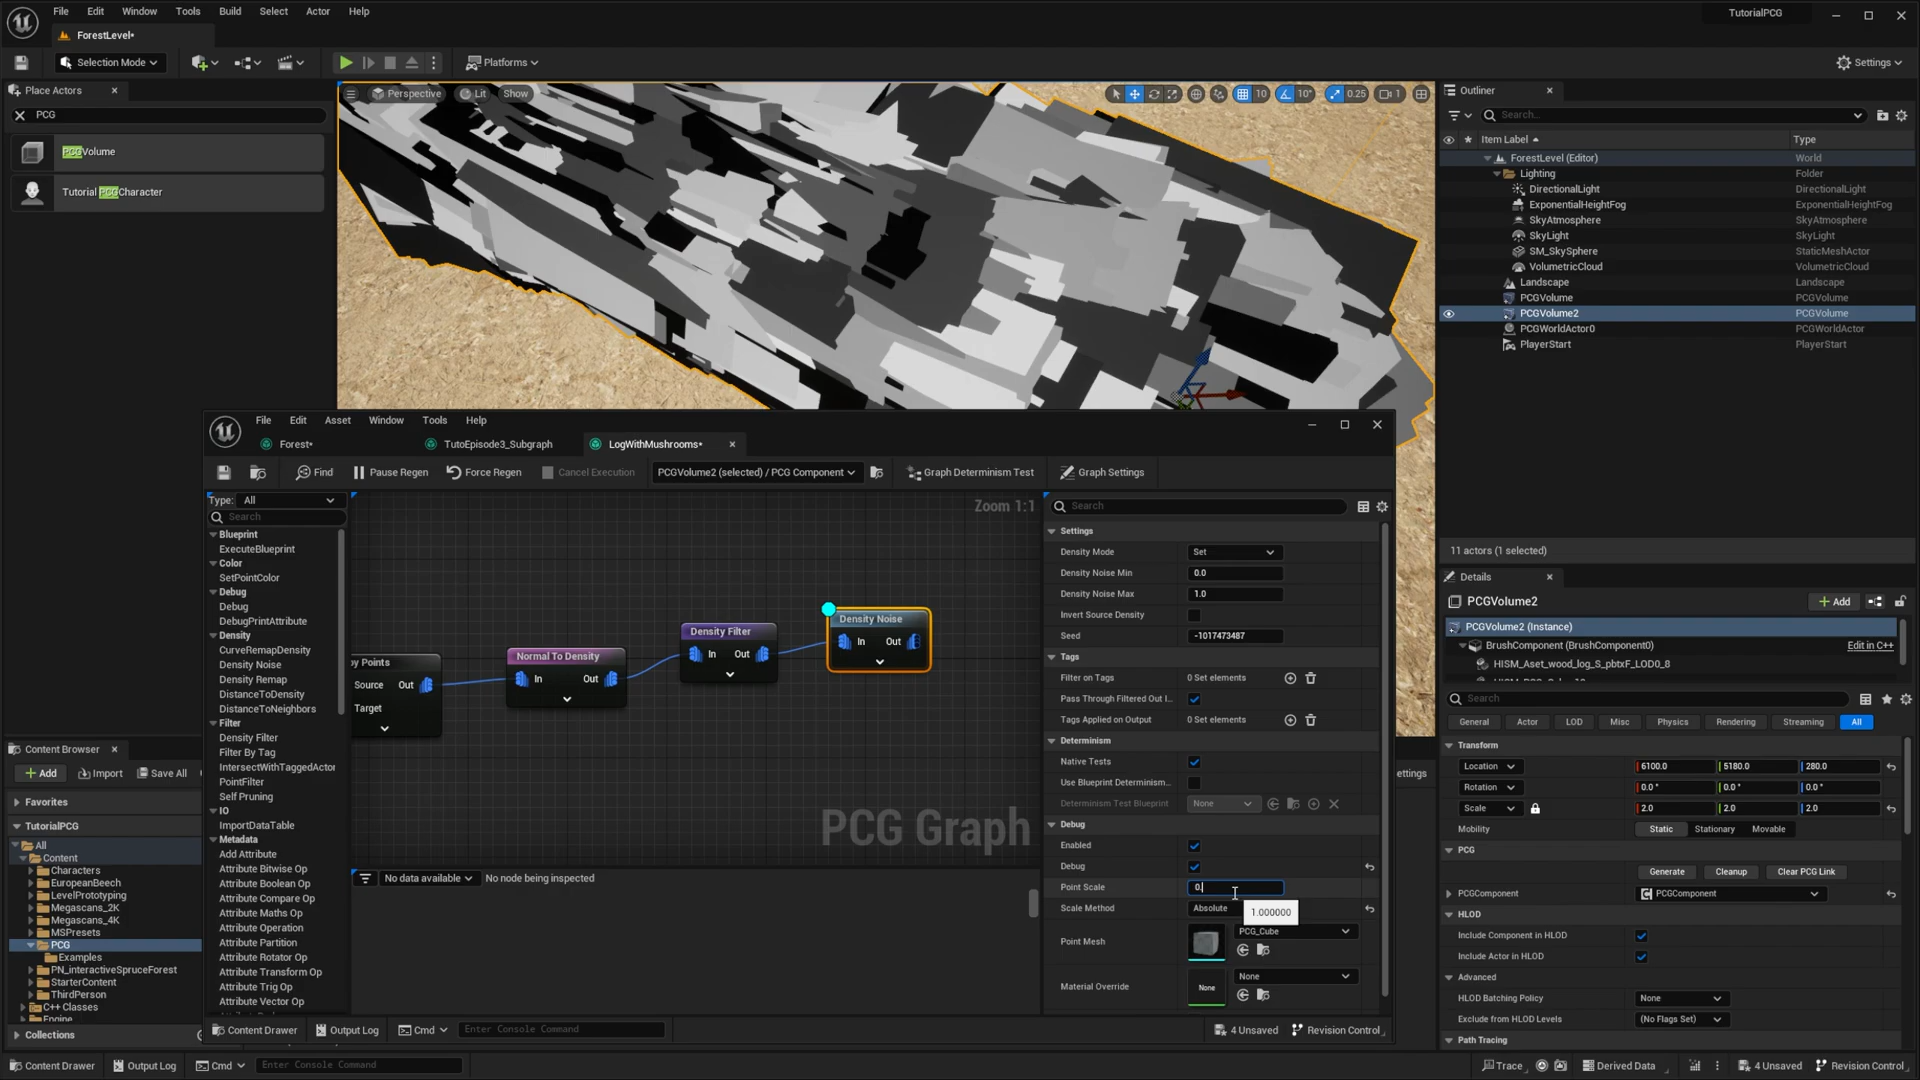 File Edit Window Tools Build Select Actor Help
TutorialPCG
ForestLevel*
Selection Mode
Platforms
Settings
Place Actors
PCG
PCGVolume
Tutorial PCGCharacter
Perspective Lit Show
10 10° 0.25 1
Outliner
Search...
Item Label Type
ForestLevel (Editor) World
Lighting Folder
DirectionalLight DirectionalLight
ExponentialHeightFog ExponentialHeightFog
SkyAtmosphere SkyAtmosphere
SkyLight SkyLight
SM_SkySphere StaticMeshActor
VolumetricCloud VolumetricCloud
Landscape Landscape
PCGVolume PCGVolume
PCGVolume2 PCGVolume
PCGWorldActor0 PCGWorldActor
PlayerStart PlayerStart
11 actors (1 selected)
File Edit Asset Window Tools Help
Forest* TutoEpisode3_Subgraph LogWithMushrooms*
Find Pause Regen Force Regen Cancel Execution PCGVolume2 (selected) / PCG Component Graph Determinism Test Graph Settings
Type: All
Search
Blueprint
ExecuteBlueprint
Color
SetPointColor
Debug
Debug
DebugPrintAttribute
Density
CurveRemapDensity
Density Noise
Density Remap
DistanceToDensity
DistanceToNeighbors
Filter
Density Filter
Filter By Tag
IntersectWithTaggedActor
PointFilter
Self Pruning
IO
ImportDataTable
Metadata
Add Attribute
Attribute Bitwise Op
Attribute Boolean Op
Attribute Compare Op
Attribute Maths Op
Attribute Operation
Attribute Partition
Attribute Rotator Op
Attribute Transform Op
Attribute Trig Op
Attribute Vector Op
Zoom 1:1
by Points
Source Out
Target
Normal To Density
In Out
Density Filter
In Out
Density Noise
In Out
PCG Graph
No data available No node being inspected
Search
Settings
Density Mode Set
Density Noise Min 0.0
Density Noise Max 1.0
Invert Source Density
Seed -1017473487
Tags
Filter on Tags 0 Set elements
Pass Through Filtered Out I...
Tags Applied on Output 0 Set elements
Determinism
Native Tests
Use Blueprint Determinism...
Determinism Test Blueprint None
Debug
Enabled
Debug
Point Scale 0.
Scale Method Absolute
1.000000
Point Mesh PCG_Cube
Material Override None None
Content Drawer Output Log Cmd Enter Console Command 4 Unsaved Revision Control
Content Browser
Add Import Save All
Favorites
TutorialPCG
All
Content
Characters
EuropeanBeech
LevelPrototyping
Megascans_2K
Megascans_4K
MSPresets
PCG
Examples
PN_interactiveSpruceForest
StarterContent
ThirdPerson
C++ Classes
Engine
Collections
ettings
Details
PCGVolume2 Add
PCGVolume2 (Instance)
BrushComponent (BrushComponent0) Edit in C++
HISM_Aset_wood_log_S_pbtxF_LOD0_8
Search
General Actor LOD Misc Physics Rendering Streaming All
Transform
Location 6100.0 5180.0 280.0
Rotation 0.0 ° 0.0 ° 0.0 °
Scale 2.0 2.0 2.0
Mobility Static Stationary Movable
PCG
Generate Cleanup Clear PCG Link
PCGComponent PCGComponent
HLOD
Include Component in HLOD
Include Actor in HLOD
Advanced
HLOD Batching Policy None
Exclude from HLOD Levels (No Flags Set)
Path Tracing
Content Drawer Output Log Cmd Enter Console Command Trace Derived Data 4 Unsaved Revision Control